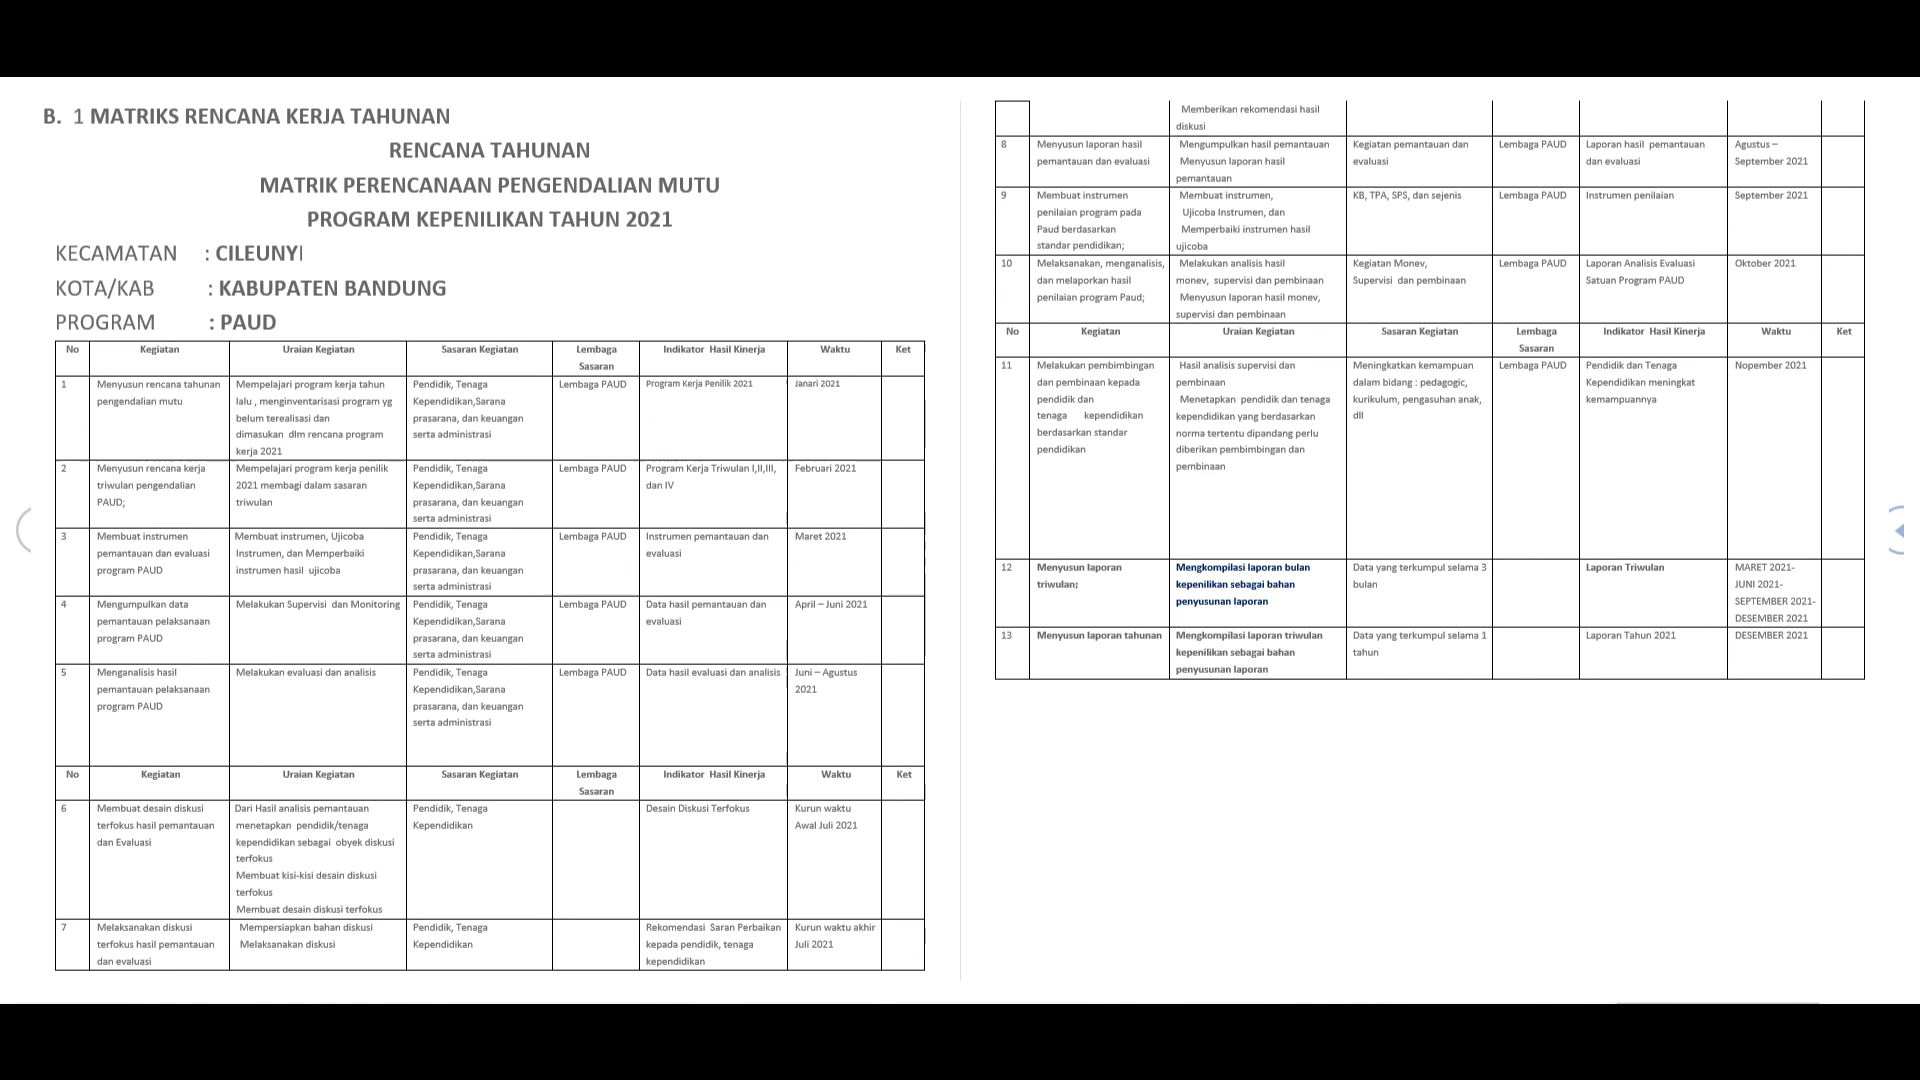 B. 1 MATRIKS RENCANA KERJA TAHUNAN
RENCANA TAHUNAN
MATRIK PERENCANAAN PENGENDALIAN MUTU
PROGRAM KEPENILIKAN TAHUN 2021
KECAMATAN : CILEUNYI
KOTA/KAB : KABUPATEN BANDUNG
PROGRAM : PAUD
No Kegiatan Uraian Kegiatan Sasaran Kegiatan Lembaga Indikator Hasil Kinerja Waktu Ket
Sasaran
1 Menyusun rencana tahunan Mempelajari program kerja tahun Pendidik, Tenaga Lembaga PAUD Program Kerja Penilik 2021 Janari 2021
pengendalian mutu lalu , menginventarisasi program yg Kependidikan,Sarana
belum terealisasi dan prasarana, dan keuangan
dimasukan dlm rencana program serta administrasi
kerja 2021
2 Menyusun rencana kerja Mempelajari program kerja penilik Pendidik, Tenaga Lembaga PAUD Program Kerja Triwulan I,II,III, Februari 2021
triwulan pengendalian 2021 membagi dalam sasaran Kependidikan,Sarana dan IV
PAUD; triwulan prasarana, dan keuangan
serta administrasi
3 Membuat instrumen Membuat instrumen, Ujicoba Pendidik, Tenaga Lembaga PAUD Instrumen pemantauan dan Maret 2021
pemantauan dan evaluasi Instrumen, dan Memperbaiki Kependidikan,Sarana evaluasi
program PAUD instrumen hasil ujicoba prasarana, dan keuangan
serta administrasi
4 Mengumpulkan data Melakukan Supervisi dan Monitoring Pendidik, Tenaga Lembaga PAUD Data hasil pemantauan dan April – Juni 2021
pemantauan pelaksanaan Kependidikan,Sarana evaluasi
program PAUD prasarana, dan keuangan
serta administrasi
5 Menganalisis hasil Melakukan evaluasi dan analisis Pendidik, Tenaga Lembaga PAUD Data hasil evaluasi dan analisis Juni – Agustus
pemantauan pelaksanaan Kependidikan,Sarana 2021
program PAUD prasarana, dan keuangan
serta administrasi
No Kegiatan Uraian Kegiatan Sasaran Kegiatan Lembaga Indikator Hasil Kinerja Waktu Ket
Sasaran
6 Membuat desain diskusi Dari Hasil analisis pemantauan Pendidik, Tenaga Desain Diskusi Terfokus Kurun waktu
terfokus hasil pemantauan menetapkan pendidik/tenaga Kependidikan Awal Juli 2021
dan Evaluasi kependidikan sebagai obyek diskusi
terfokus
Membuat kisi-kisi desain diskusi
terfokus
Membuat desain diskusi terfokus
7 Melaksanakan diskusi Mempersiapkan bahan diskusi Pendidik, Tenaga Rekomendasi Saran Perbaikan Kurun waktu akhir
terfokus hasil pemantauan Melaksanakan diskusi Kependidikan kepada pendidik, tenaga Juli 2021
dan evaluasi kependidikan
Memberikan rekomendasi hasil
diskusi
8 Menyusun laporan hasil Mengumpulkan hasil pemantauan Kegiatan pemantauan dan Lembaga PAUD Laporan hasil pemantauan Agustus –
pemantauan dan evaluasi Menyusun laporan hasil evaluasi dan evaluasi September 2021
pemantauan
9 Membuat instrumen Membuat instrumen, KB, TPA, SPS, dan sejenis Lembaga PAUD Instrumen penilaian September 2021
penilaian program pada Ujicoba Instrumen, dan
Paud berdasarkan Memperbaiki instrumen hasil
standar pendidikan; ujicoba
10 Melaksanakan, menganalisis, Melakukan analisis hasil Kegiatan Monev, Lembaga PAUD Laporan Analisis Evaluasi Oktober 2021
dan melaporkan hasil monev, supervisi dan pembinaan Supervisi dan pembinaan Satuan Program PAUD
penilaian program Paud; Menyusun laporan hasil monev,
supervisi dan pembinaan
No Kegiatan Uraian Kegiatan Sasaran Kegiatan Lembaga Indikator Hasil Kinerja Waktu Ket
Sasaran
11 Melakukan pembimbingan Hasil analisis supervisi dan Meningkatkan kemampuan Lembaga PAUD Pendidik dan Tenaga Nopember 2021
dan pembinaan kepada pembinaan dalam bidang : pedagogic, Kependidikan meningkat
pendidik dan Menetapkan pendidik dan tenaga kurikulum, pengasuhan anak, kemampuannya
tenaga kependidikan kependidikan yang berdasarkan dll
berdasarkan standar norma tertentu dipandang perlu
pendidikan diberikan pembimbingan dan
pembinaan
12 Menyusun laporan Mengkompilasi laporan bulan Data yang terkumpul selama 3 Laporan Triwulan MARET 2021-
triwulan; kepenilikan sebagai bahan bulan JUNI 2021-
penyusunan laporan SEPTEMBER 2021-
DESEMBER 2021
13 Menyusun laporan tahunan Mengkompilasi laporan triwulan Data yang terkumpul selama 1 Laporan Tahun 2021 DESEMBER 2021
kepenilikan sebagai bahan tahun
penyusunan laporan